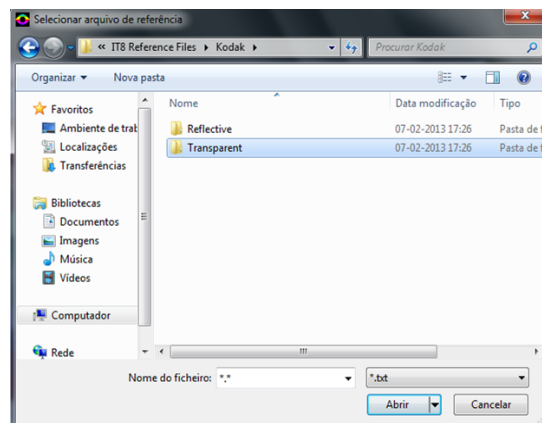 Selecionar arquivo de referência
« IT8 Reference Files Kodak
Procurar Kodak
Organizar Nova pasta
Nome Data modificação Tipo
Favoritos
Ambiente de trat
Localizações
Transferências
Bibliotecas
Documentos
Imagens
Música
Vídeos
Computador
Rede
Reflective 07-02-2013 17:26 Pasta de f
Transparent 07-02-2013 17:26 Pasta de f
Nome do ficheiro: *.* *.txt
Abrir Cancelar